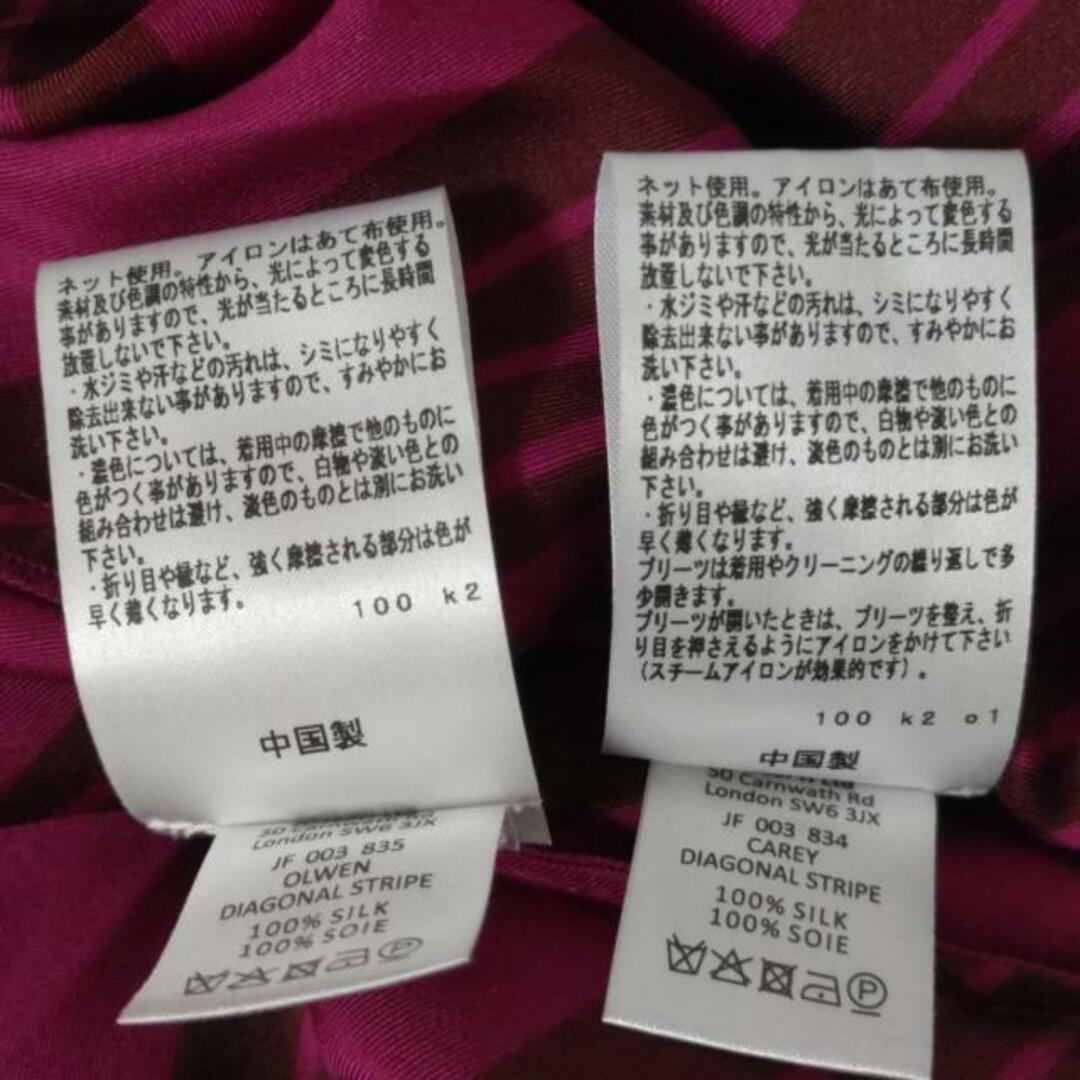 ネット使用。アイロンはあて布使用。
素材及び色調の特性から、光によって変色する
事がありますので、光が当たるところに長時間
放置しないで下さい。
・水ジミや汗などの汚れは、シミになりやすく
除去出来ない事がありますので、すみやかにお
洗い下さい。
・濃色については、着用中の摩擦で他のものに
色がつく事がありますので、白物や淡い色との
組み合わせは避け、淡色のものとは別にお洗い
下さい。
・折り目や縁など、強く摩擦される部分は色が
早く薄くなります。
100 k2
中国製
50 Carnwath Rd
London SW6 3JX
JF 003 835
OLWEN
DIAGONAL STRIPE
100% SILK
100% SOIE
P
ネット使用。アイロンはあて布使用。
素材及び色調の特性から、光によって変色する
事がありますので、光が当たるところに長時間
放置しないで下さい。
・水ジミや汗などの汚れは、シミになりやすく
除去出来ない事がありますので、すみやかにお
洗い下さい。
・濃色については、着用中の摩擦で他のものに
色がつく事がありますので、白物や淡い色との
組み合わせは避け、淡色のものとは別にお洗い
下さい。
・折り目や縁など、強く摩擦される部分は色が
早く薄くなります。
プリーツは着用やクリーニングの繰り返しで多
少開きます。
プリーツが開いたときは、プリーツを整え、折
り目を押さえるようにアイロンをかけて下さい
（スチームアイロンが効果的です）。
100 k2 o1
中国製
Ltd
50 Carnwath Rd
London SW6 3JX
JF 003 834
CAREY
DIAGONAL STRIPE
100% SILK
100% SOIE
P